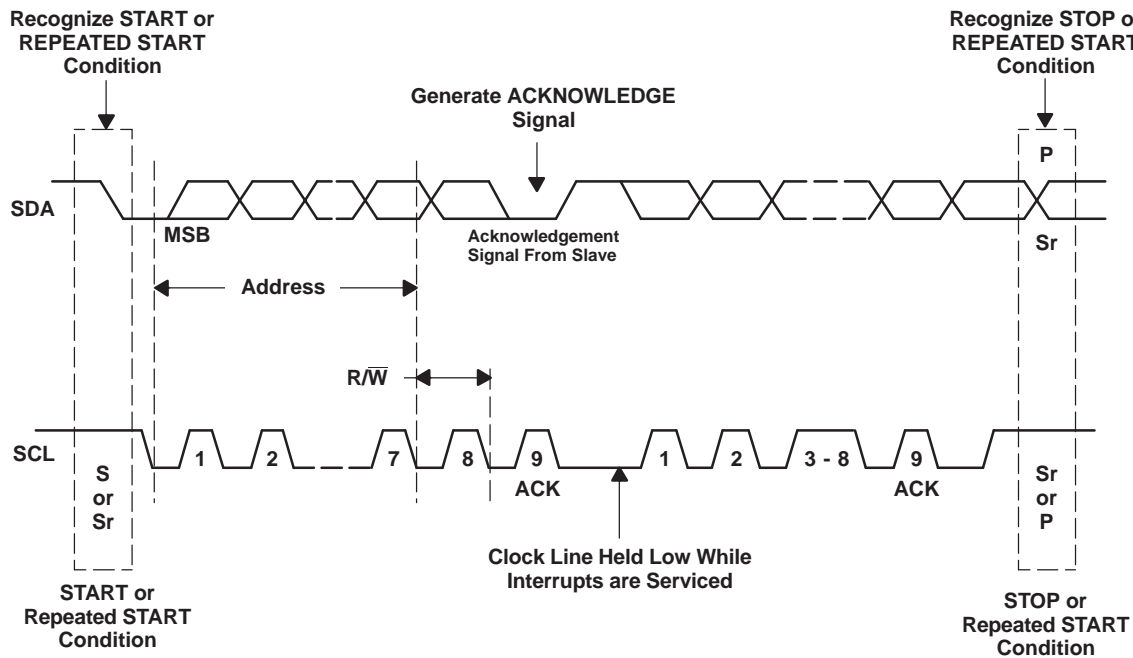 Recognize START or
REPEATED START
Condition
Recognize STOP o
REPEATED START
Condition
Generate ACKNOWLEDGE
Signal
P
SDA
MSB
Acknowledgement
Signal From Slave
Sr
Address
R/W̅
SCL
1
2
7
8
9
1
2
3 - 8
9
ACK
ACK
S
or
Sr
Sr
or
P
Clock Line Held Low While
Interrupts are Serviced
START or
Repeated START
Condition
STOP or
Repeated START
Condition